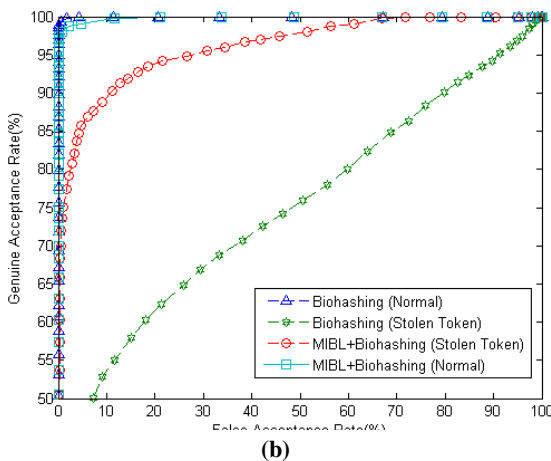 100
95
90
85
80
75
70
65
60
55
50
Genuine Acceptance Rate(%)
Biohashing (Normal)
Biohashing (Stolen Token)
MIBL+Biohashing (Stolen Token)
MIBL+Biohashing (Normal)
0 10 20 30 40 50 60 70 80 90 100
False Acceptance Rate(%)
(b)